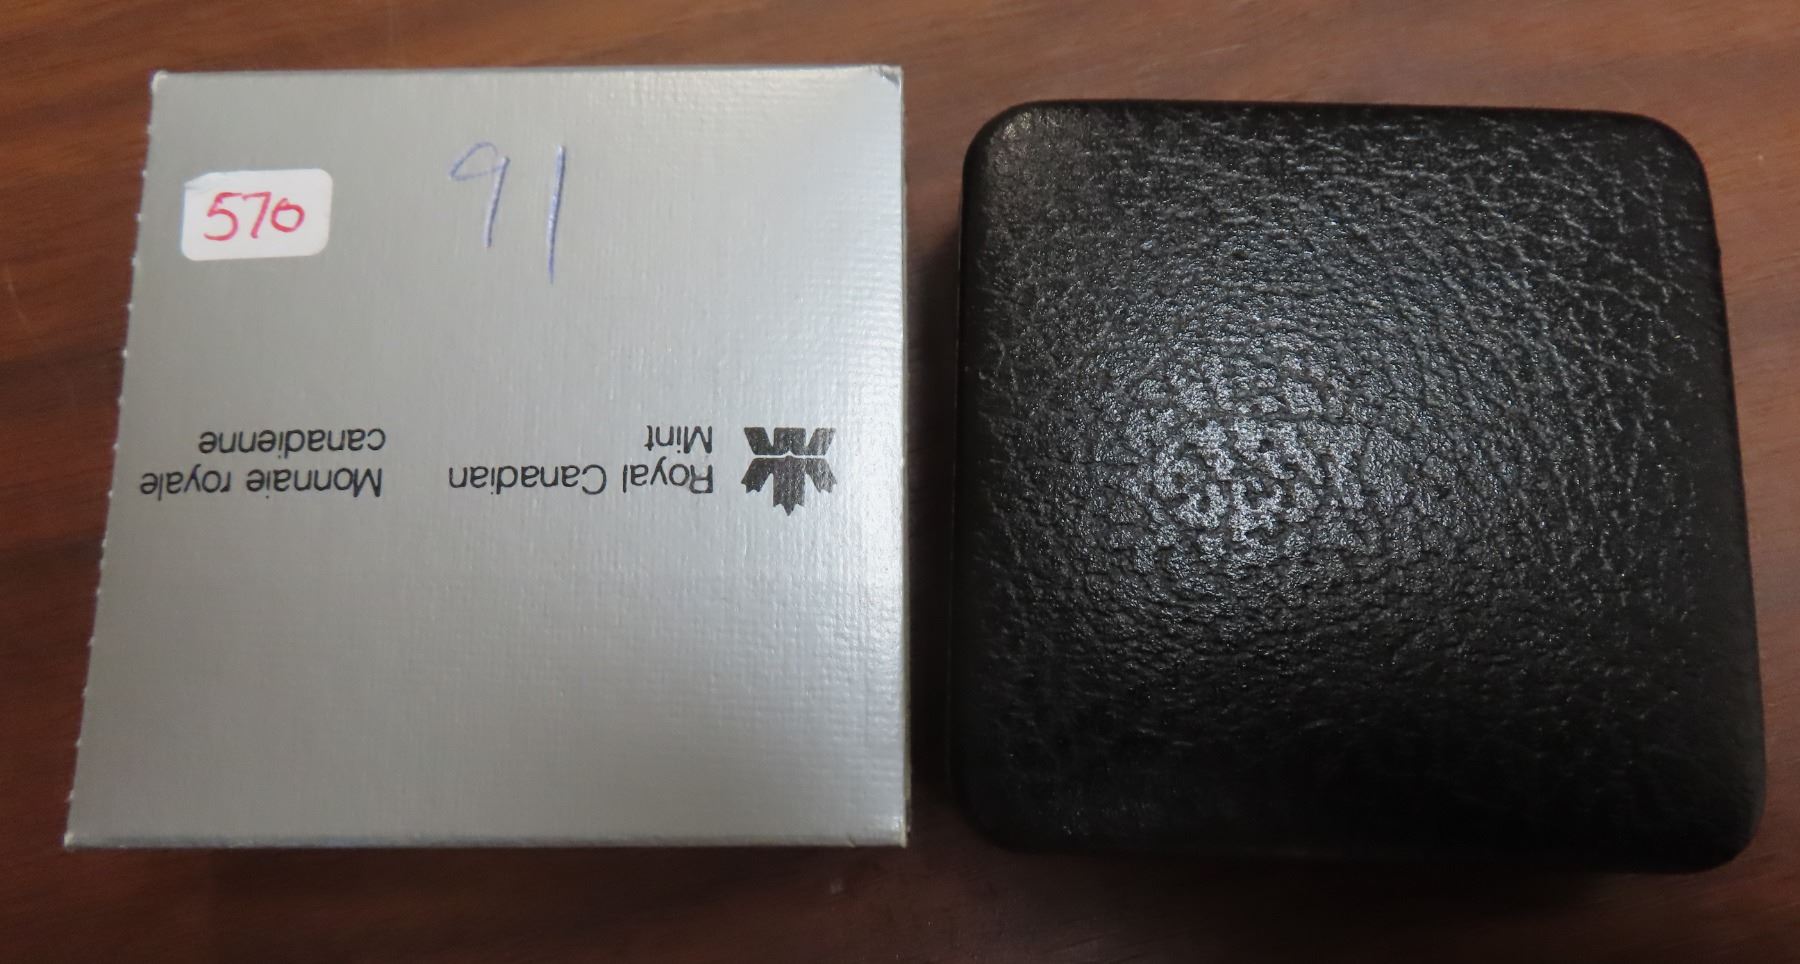 570
91
Royal Canadian
Mint
Monnaie royale
canadienne